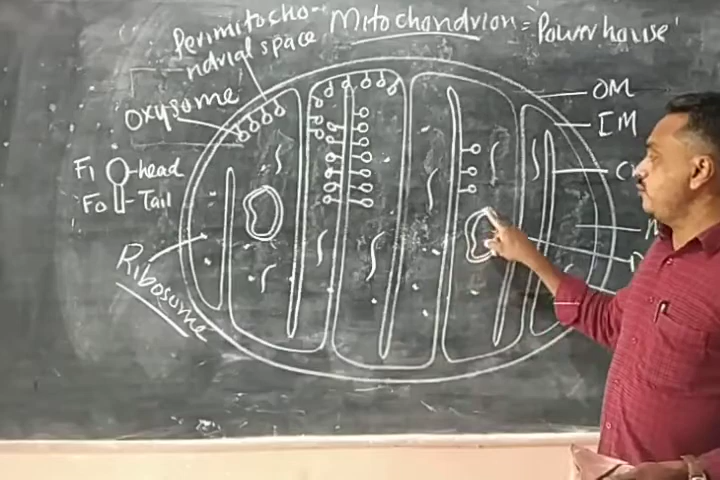 Mitochondrion = 'Powerhouse'
Perimitocho-
ndrial space
Oxysome
F1 head
F0 - Tail
Ribosome
OM
IM